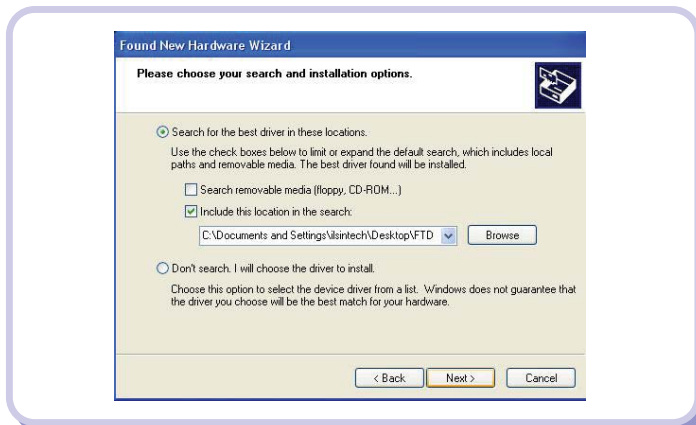 Found New Hardware Wizard
Please choose your search and installation options.
Search for the best driver in these locations.
Use the check boxes below to limit or expand the default search, which includes local
paths and removable media. The best driver found will be installed.
Search removable media (floppy, CD-ROM...)
Include this location in the search:
C:\Documents and Settings\ilsintech\Desktop\FTD
Browse
Don't search. I will choose the driver to install.
Choose this option to select the device driver from a list. Windows does not guarantee that
the driver you choose will be the best match for your hardware.
< Back Next > Cancel